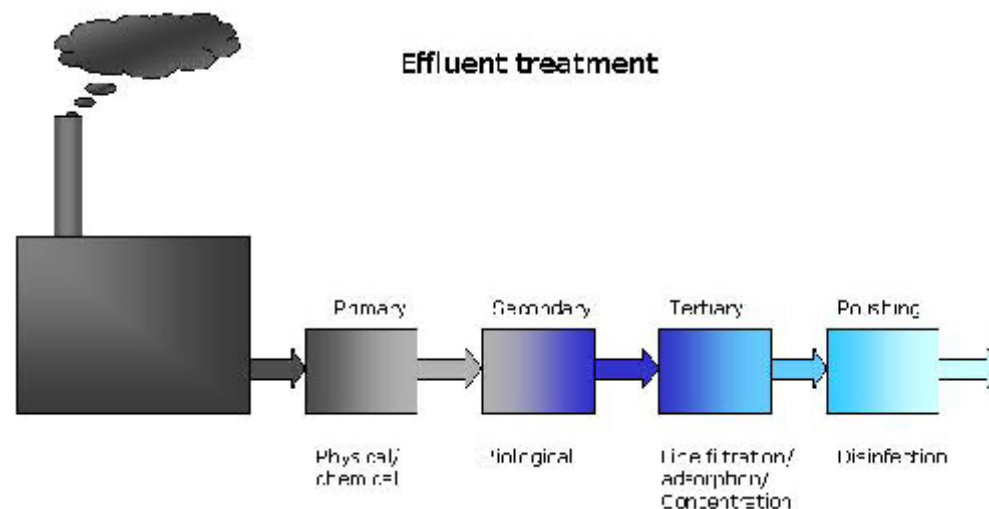 Effluent treatment
Primary
Secondary
Tertiary
Polishing
Physical/
chemical
Biological
Fine filtration/
adsorption/
Concentration
Disinfection